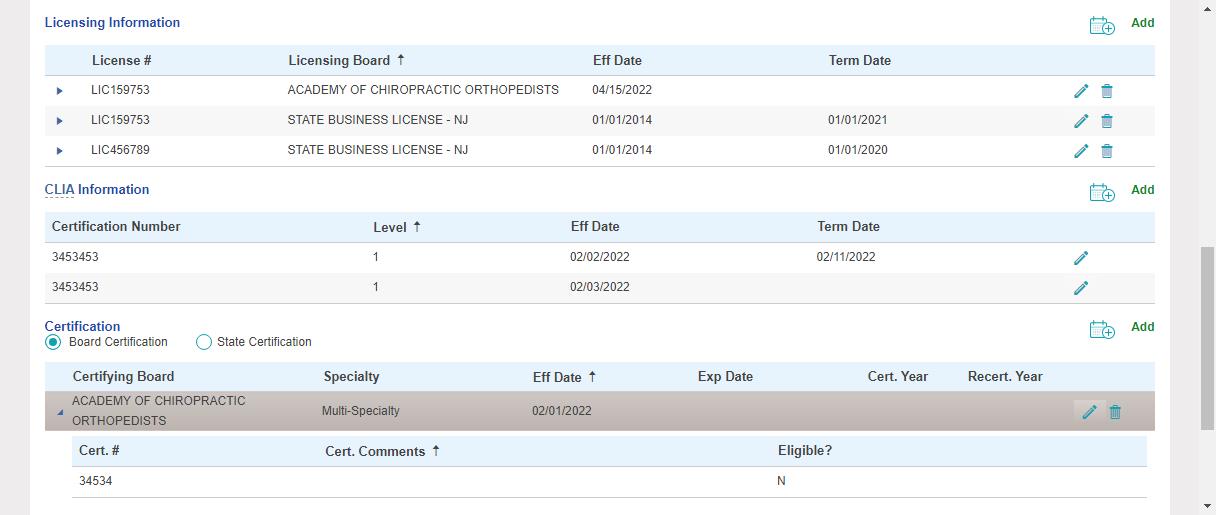 Licensing Information Add
License # Licensing Board ↑ Eff Date Term Date
LIC159753 ACADEMY OF CHIROPRACTIC ORTHOPEDISTS 04/15/2022
LIC159753 STATE BUSINESS LICENSE - NJ 01/01/2014 01/01/2021
LIC456789 STATE BUSINESS LICENSE - NJ 01/01/2014 01/01/2020
CLIA Information Add
Certification Number Level ↑ Eff Date Term Date
3453453 1 02/02/2022 02/11/2022
3453453 1 02/03/2022
Certification Add
Board Certification State Certification
Certifying Board Specialty Eff Date ↑ Exp Date Cert. Year Recert. Year
ACADEMY OF CHIROPRACTIC
ORTHOPEDISTS Multi-Specialty 02/01/2022
Cert. # Cert. Comments ↑ Eligible?
34534 N